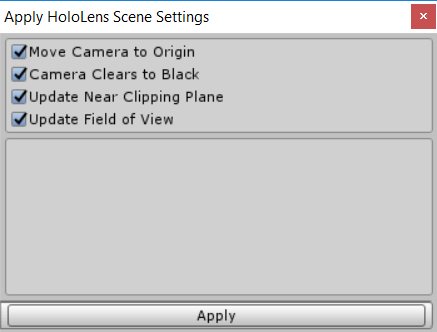 Apply HoloLens Scene Settings
Move Camera to Origin
Camera Clears to Black
Update Near Clipping Plane
Update Field of View
Apply